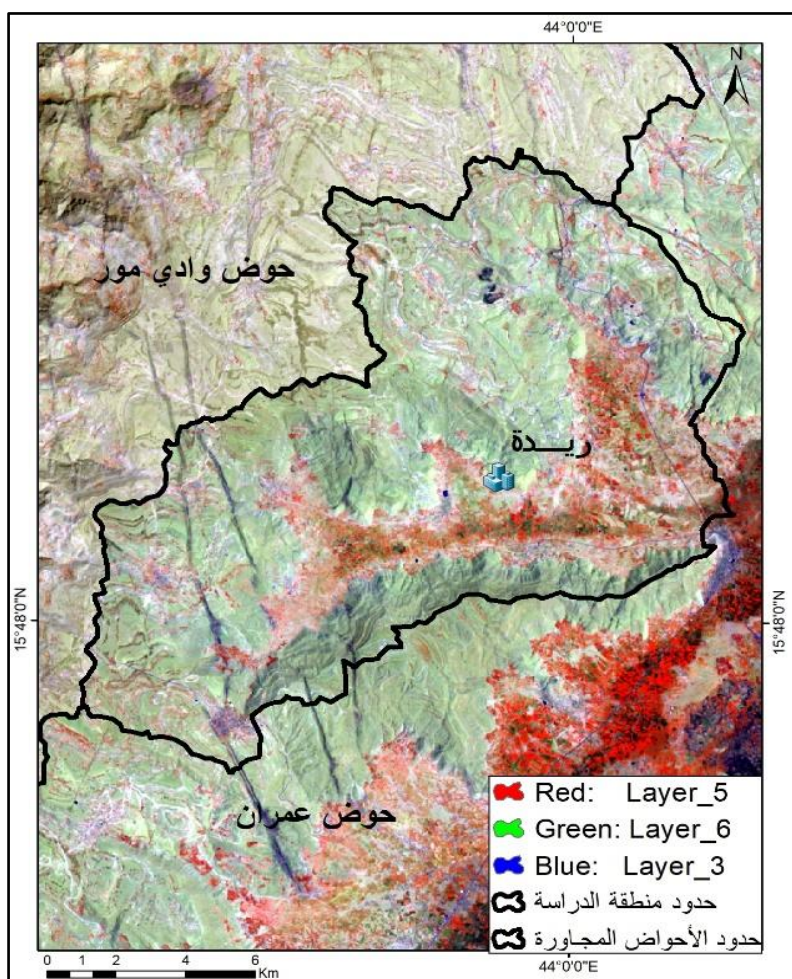 44°0'0"E
N
حوض وادي مور
ريـــدة
15°48'0"N
15°48'0"N
حوض عمران
Red: Layer_5
Green: Layer_6
Blue: Layer_3
حدود منطقة الدراسة
حدود الأحواض المجاورة
0 1 2 4 6
Km
44°0'0"E